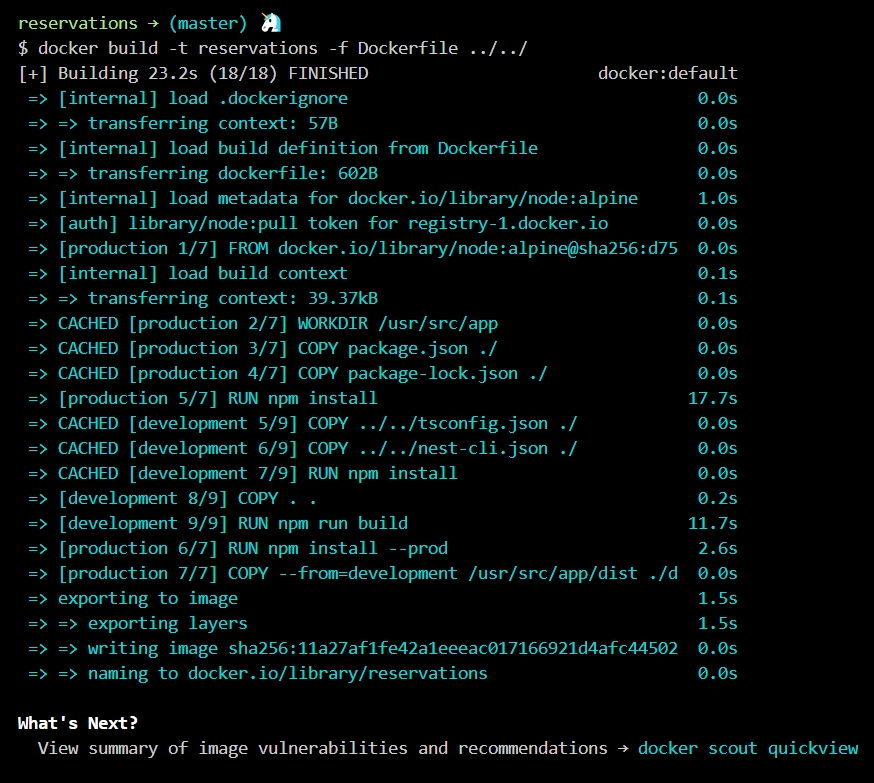 reservations → (master) 🦄
$ docker build -t reservations -f Dockerfile ../../
[+] Building 23.2s (18/18) FINISHED docker:default
=> [internal] load .dockerignore 0.0s
=> => transferring context: 57B 0.0s
=> [internal] load build definition from Dockerfile 0.0s
=> => transferring dockerfile: 602B 0.0s
=> [internal] load metadata for docker.io/library/node:alpine 1.0s
=> [auth] library/node:pull token for registry-1.docker.io 0.0s
=> [production 1/7] FROM docker.io/library/node:alpine@sha256:d75 0.0s
=> [internal] load build context 0.1s
=> => transferring context: 39.37kB 0.1s
=> CACHED [production 2/7] WORKDIR /usr/src/app 0.0s
=> CACHED [production 3/7] COPY package.json ./ 0.0s
=> CACHED [production 4/7] COPY package-lock.json ./ 0.0s
=> [production 5/7] RUN npm install 17.7s
=> CACHED [development 5/9] COPY ../../tsconfig.json ./ 0.0s
=> CACHED [development 6/9] COPY ../../nest-cli.json ./ 0.0s
=> CACHED [development 7/9] RUN npm install 0.0s
=> [development 8/9] COPY . . 0.2s
=> [development 9/9] RUN npm run build 11.7s
=> [production 6/7] RUN npm install --prod 2.6s
=> [production 7/7] COPY --from=development /usr/src/app/dist ./d 0.0s
=> exporting to image 1.5s
=> => exporting layers 1.5s
=> => writing image sha256:11a27af1fe42a1eeeac017166921d4afc44502 0.0s
=> => naming to docker.io/library/reservations 0.0s
What's Next?
View summary of image vulnerabilities and recommendations → docker scout quickview